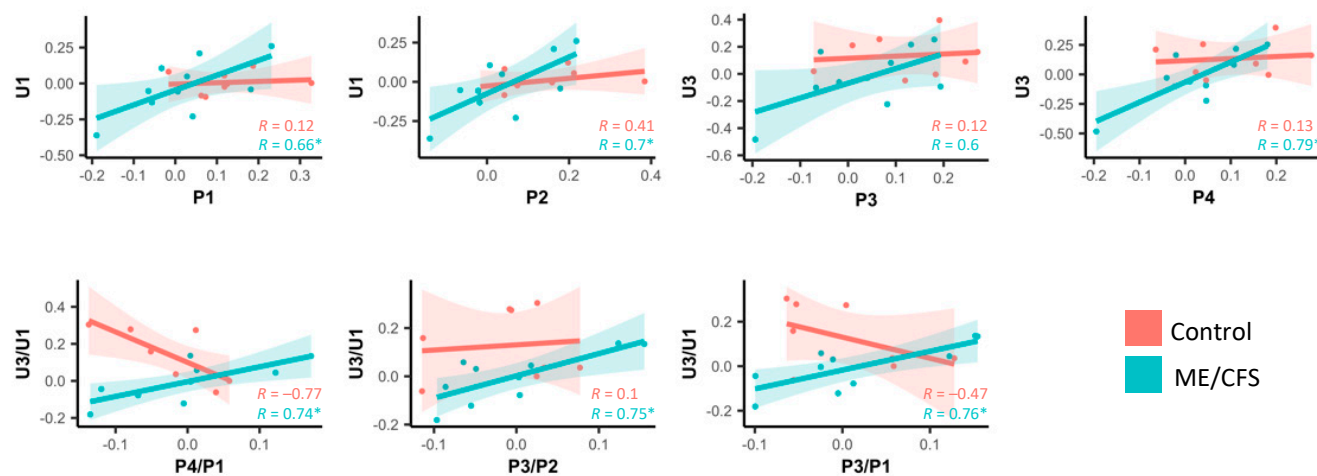 U1
0.25
0.00
-0.25
-0.50
R = 0.12
R = 0.66*
-0.2 -0.1 0.0 0.1 0.2 0.3
P1
U1
0.25
0.00
-0.25
R = 0.41
R = 0.7*
0.0 0.2 0.4
P2
U3
0.3
0.0
-0.3
-0.6
R = 0.12
R = 0.6
-0.2 -0.1 0.0 0.1 0.2
P3
U3
0.25
0.00
-0.25
-0.50
R = 0.13
R = 0.79*
-0.2 -0.1 0.0 0.1 0.2
P4
U3/U1
0.4
0.2
0.0
-0.2
R = –0.77
R = 0.74*
-0.1 0.0 0.1
P4/P1
U3/U1
0.2
0.0
-0.2
R = 0.1
R = 0.75*
-0.1 0.0 0.1
P3/P2
U3/U1
0.2
0.0
-0.2
R = –0.47
R = 0.76*
-0.1 0.0 0.1
P3/P1
Control
ME/CFS